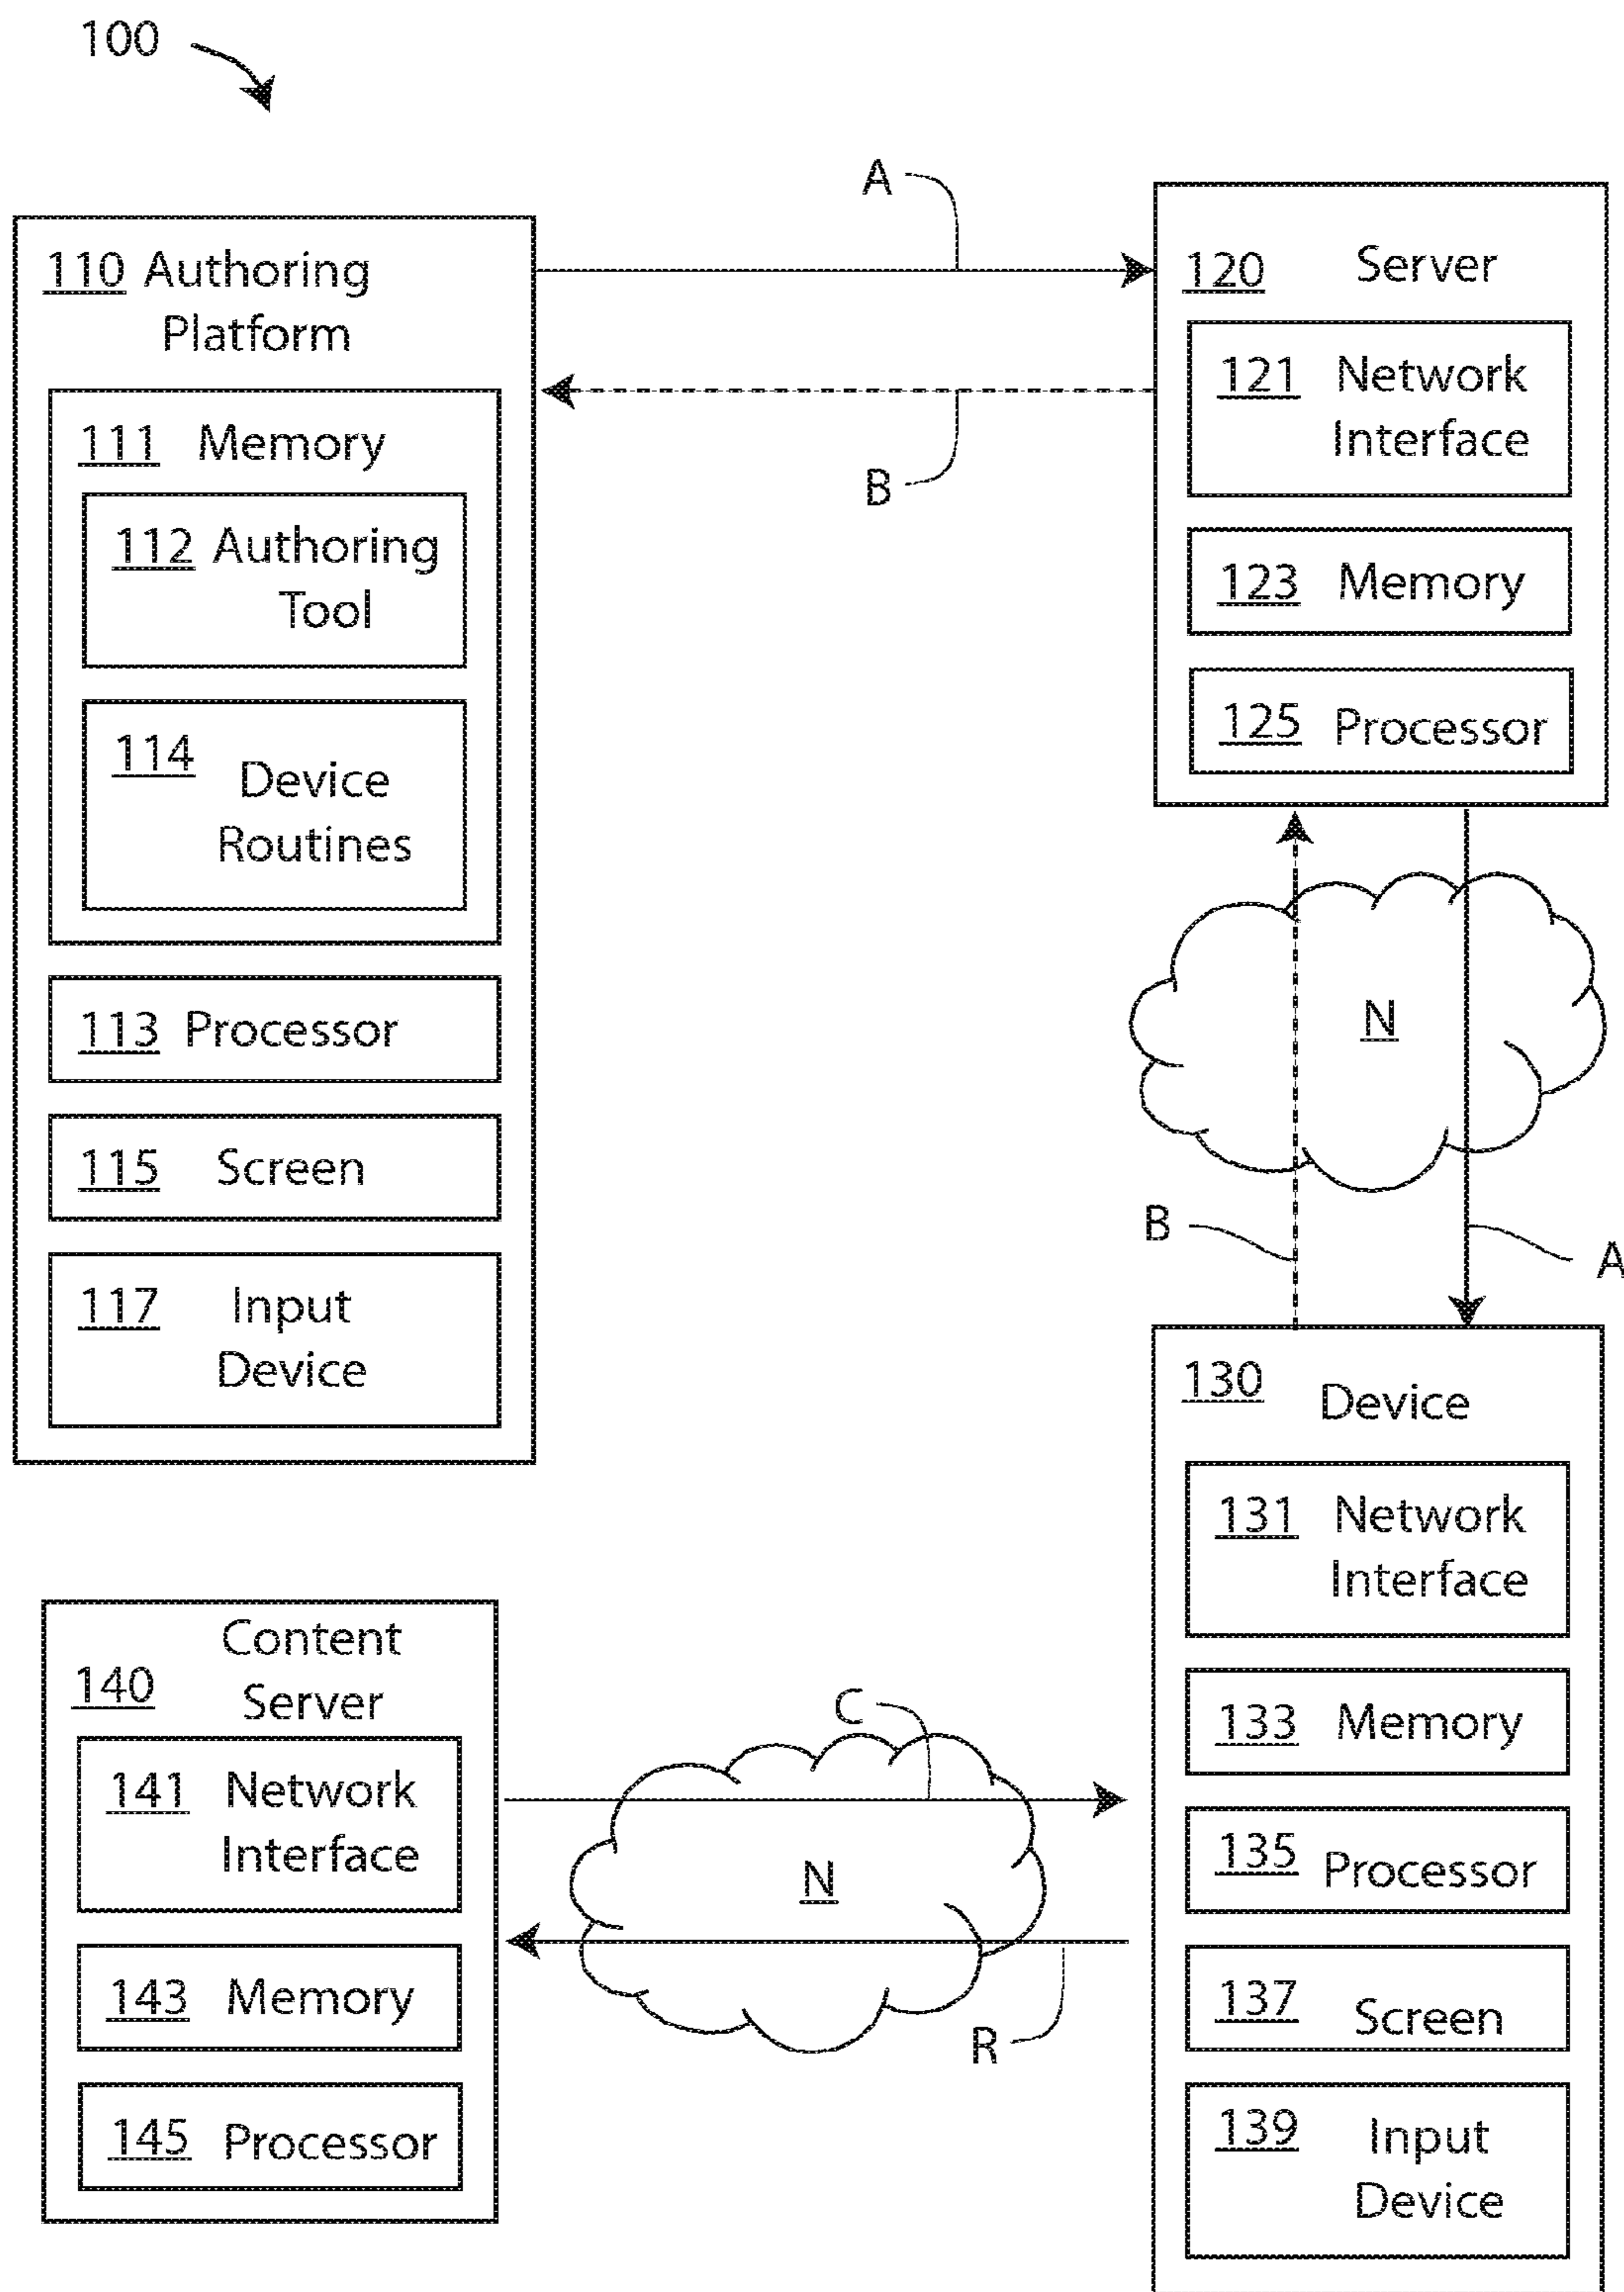 100
A
110 Authoring
Platform
111 Memory
112 Authoring
Tool
114 Device
Routines
113 Processor
115 Screen
117 Input
Device
B
120 Server
121 Network
Interface
123 Memory
125 Processor
N
B
A
130 Device
131 Network
Interface
133 Memory
135 Processor
137 Screen
139 Input
Device
140 Content
Server
141 Network
Interface
143 Memory
145 Processor
C
N
R